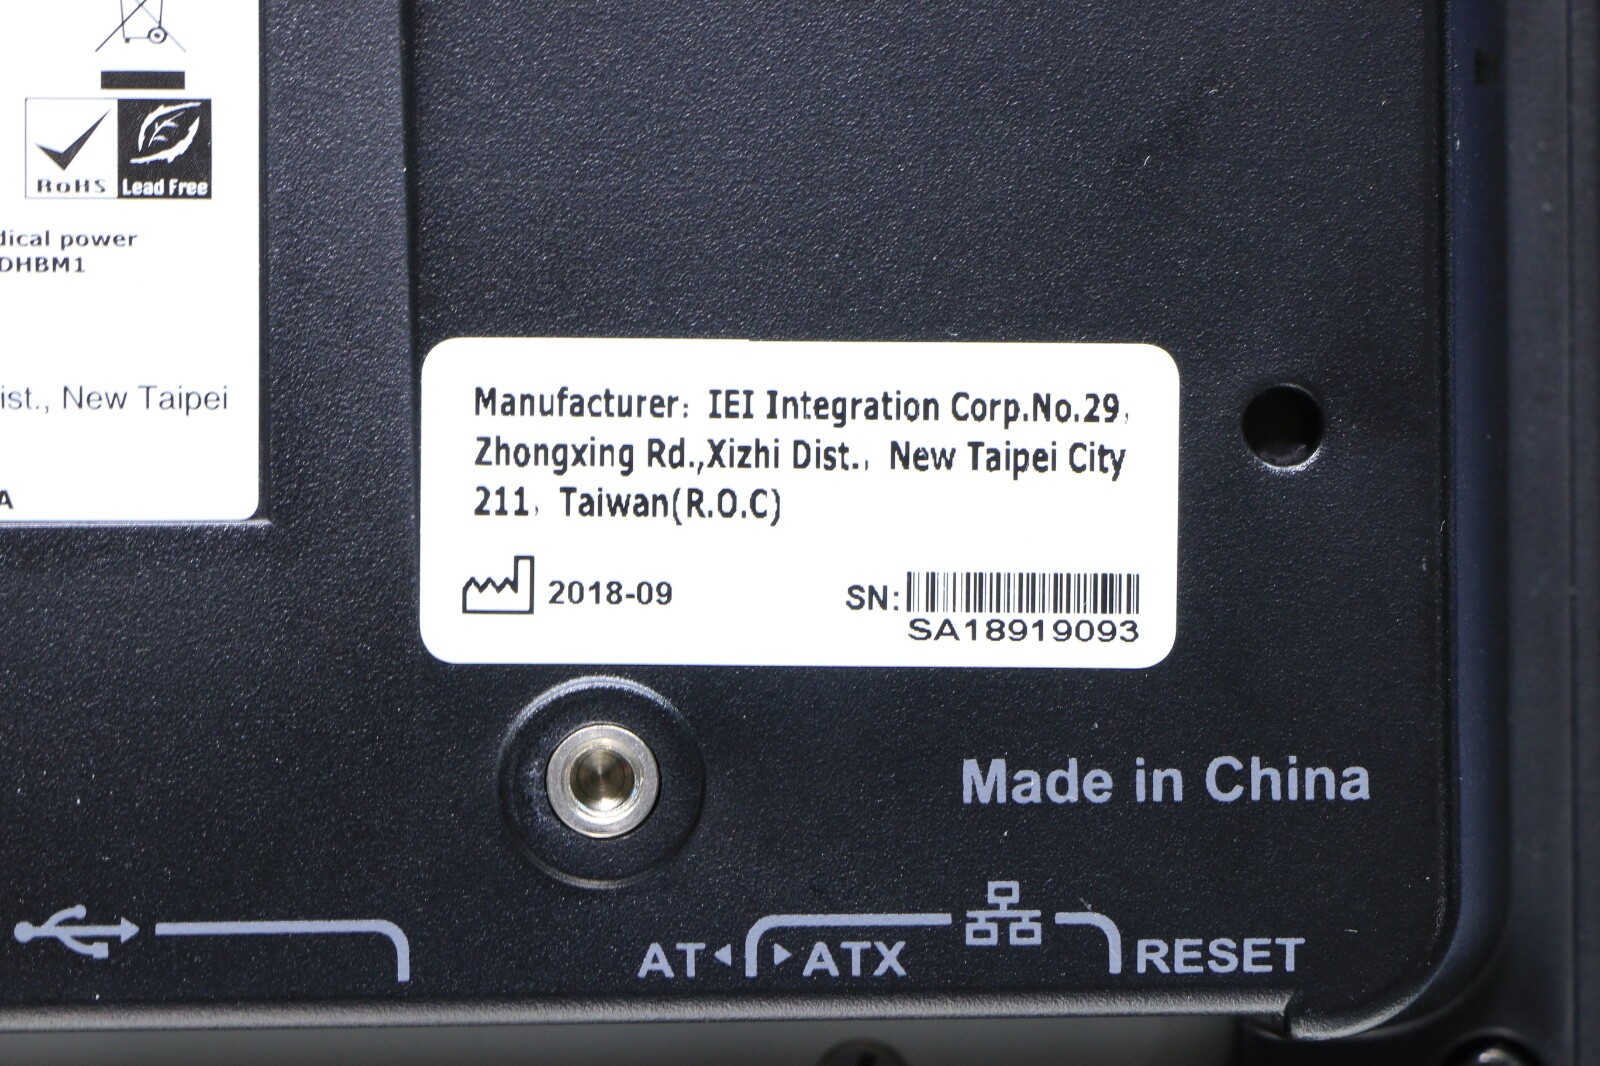 RoHS Lead Free
dical power
DHBM1
ist., New Taipei
A
Manufacturer: IEI Integration Corp.No.29,
Zhongxing Rd.,Xizhi Dist., New Taipei City
211, Taiwan(R.O.C)
2018-09
SN:
SA18919093
Made in China
AT ATX RESET